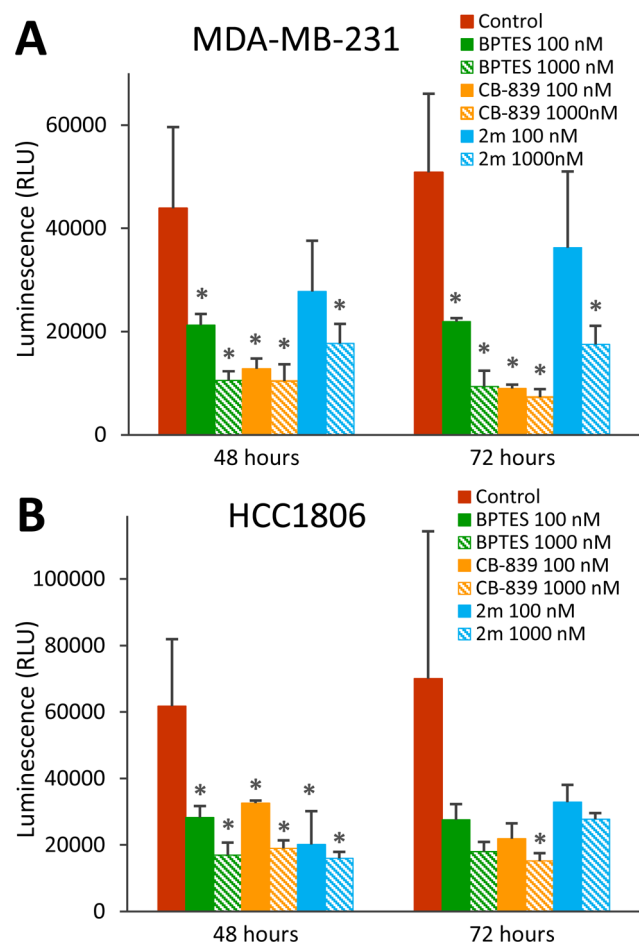 A
MDA-MB-231
Control
BPTES 100 nM
BPTES 1000 nM
CB-839 100 nM
CB-839 1000nM
2m 100 nM
2m 1000nM
Luminescence (RLU)
60000
40000
20000
0
* * * * * * * * * *
48 hours 72 hours
B
HCC1806
Control
BPTES 100 nM
BPTES 1000 nM
CB-839 100 nM
CB-839 1000 nM
2m 100 nM
2m 1000 nM
Luminescence (RLU)
100000
80000
60000
40000
20000
0
* * * * * * *
48 hours 72 hours